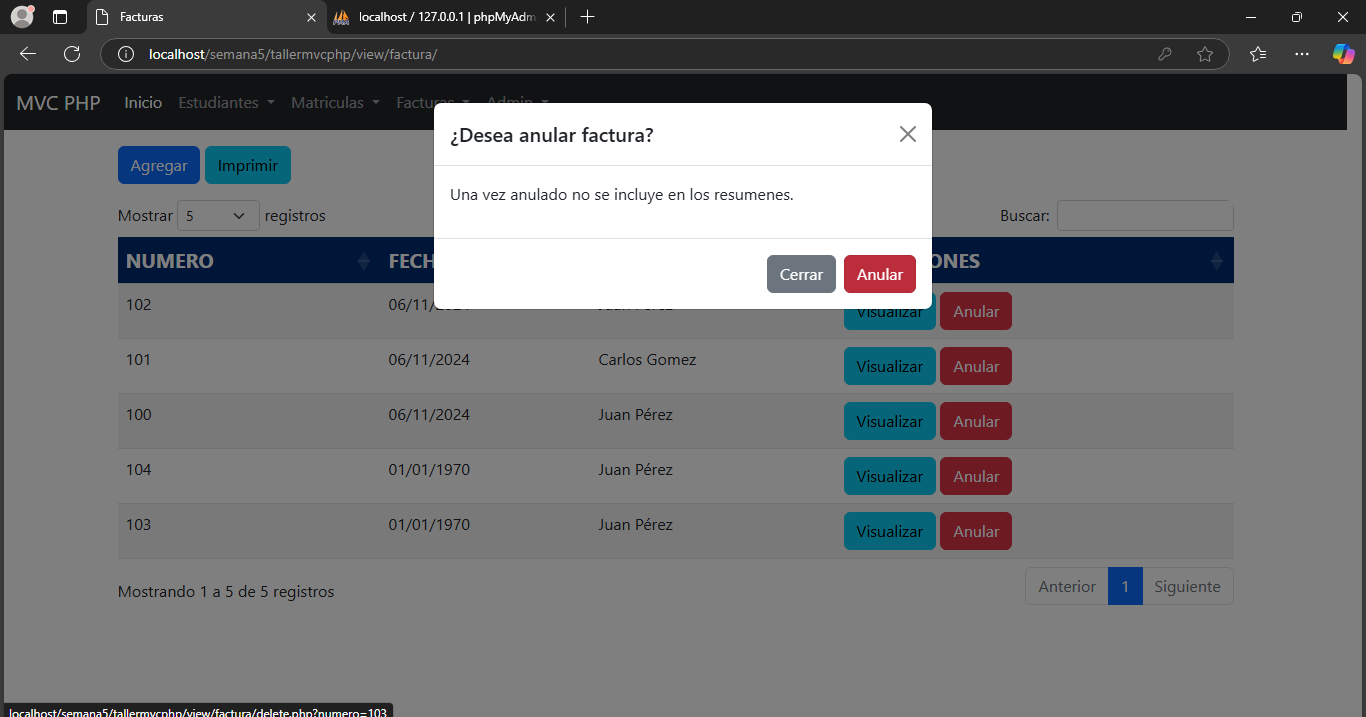 Facturas
localhost / 127.0.0.1 | phpMyAdm
localhost/semana5/tallermvcphp/view/factura/
MVC PHP Inicio Estudiantes Matriculas Facturas Admin
¿Desea anular factura?
Una vez anulado no se incluye en los resumenes.
Cerrar Anular
Agregar Imprimir
Mostrar 5 registros Buscar:
NUMERO FECH ONES
102 06/11/2024 Juan Pérez Visualizar Anular
101 06/11/2024 Carlos Gomez Visualizar Anular
100 06/11/2024 Juan Pérez Visualizar Anular
104 01/01/1970 Juan Pérez Visualizar Anular
103 01/01/1970 Juan Pérez Visualizar Anular
Mostrando 1 a 5 de 5 registros Anterior 1 Siguiente
localhost/semana5/tallermvcphp/view/factura/delete.php?numero=103